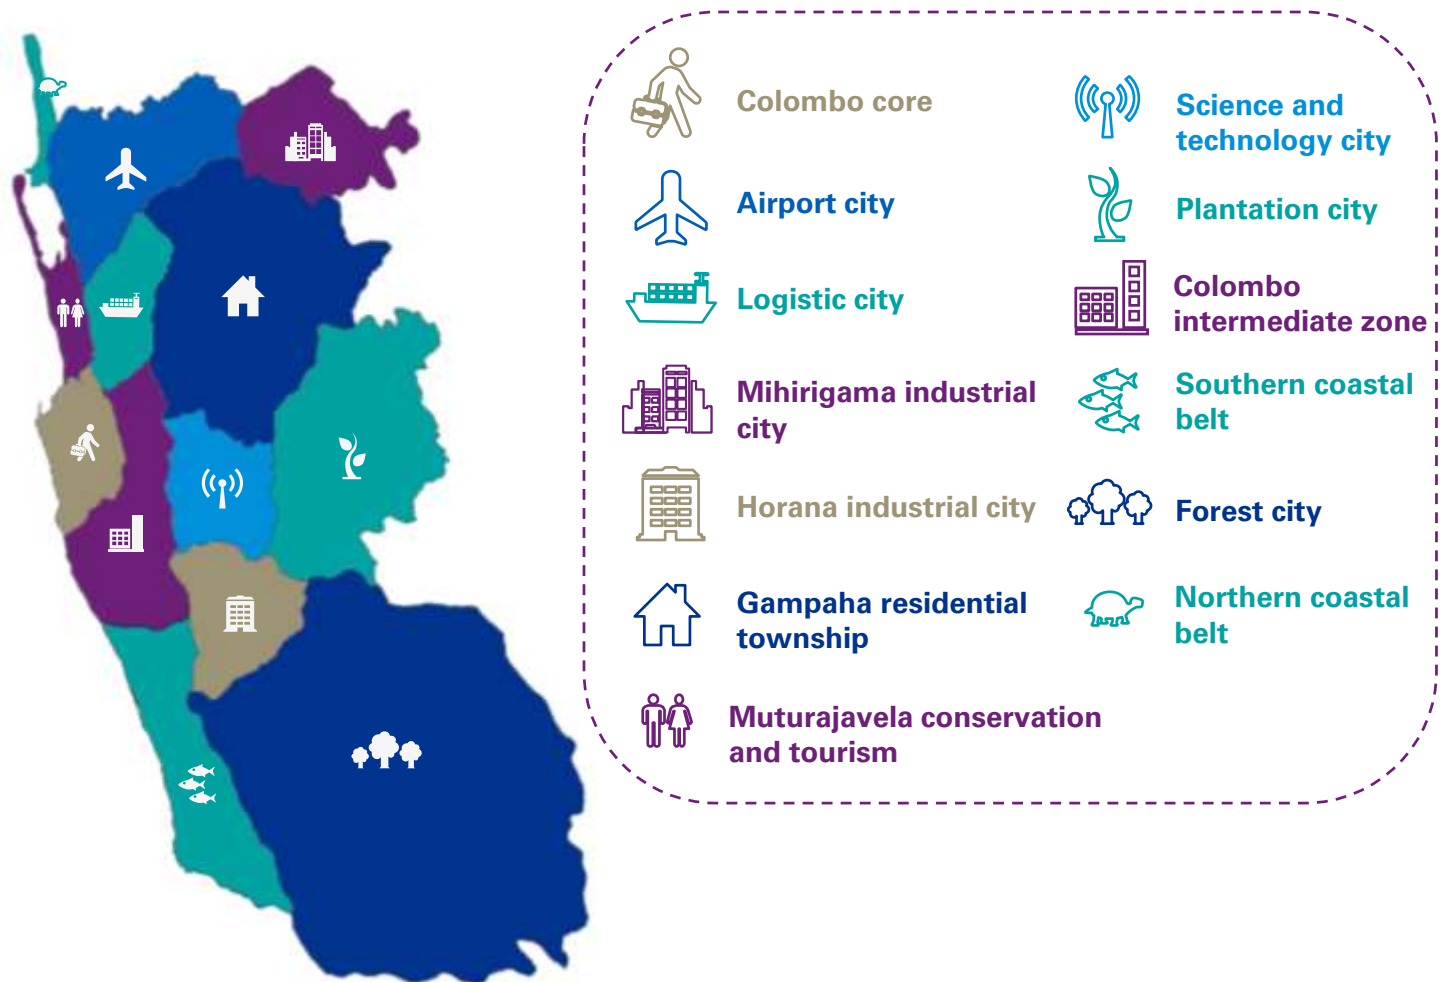 Colombo core
Airport city
Logistic city
Mihirigama industrial
city
Horana industrial city
Gampaha residential
township
Muturajavela conservation
and tourism
Science and
technology city
Plantation city
Colombo
intermediate zone
Southern coastal
belt
Forest city
Northern coastal
belt